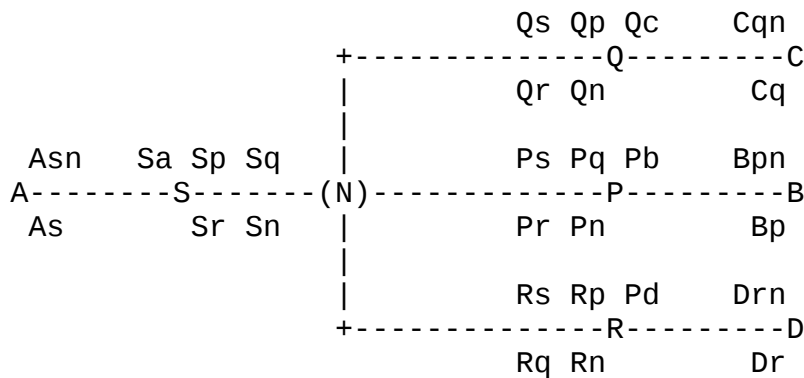 Qs Qp Qc Cqn
+--------------Q---------C
| Qr Qn Cq
|
Asn Sa Sp Sq | Ps Pq Pb Bpn
A--------S-------(N)-------------P---------B
As Sr Sn | Pr Pn Bp
|
| Rs Rp Pd Drn
+--------------R---------D
Rq Rn Dr